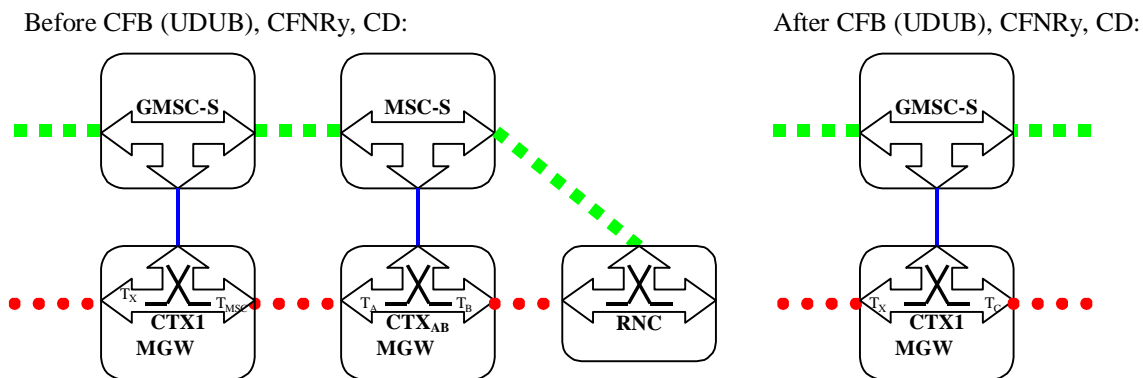 Before CFB (UDUB), CFNRy, CD:
After CFB (UDUB), CFNRy, CD:
GMSC-S
MSC-S
GMSC-S
TX
TMSC
TA
TB
TX
TC
CTX1
CTXAB
RNC
CTX1
MGW
MGW
MGW